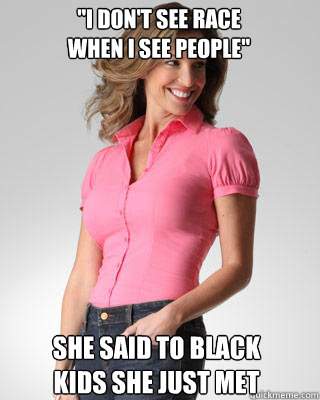 "I DON'T SEE RACE
WHEN I SEE PEOPLE"
SHE SAID TO BLACK
KIDS SHE JUST MET
quickmeme.com